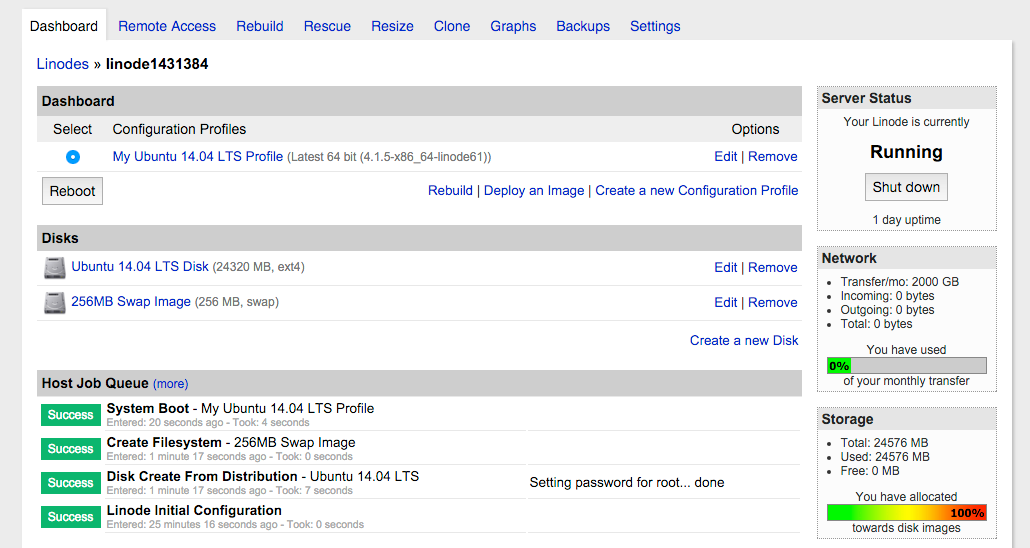 Dashboard Remote Access Rebuild Rescue Resize Clone Graphs Backups Settings
Linodes » linode1431384
Dashboard
Select Configuration Profiles Options
My Ubuntu 14.04 LTS Profile (Latest 64 bit (4.1.5-x86_64-linode61)) Edit | Remove
Reboot Rebuild | Deploy an Image | Create a new Configuration Profile
Disks
Ubuntu 14.04 LTS Disk (24320 MB, ext4) Edit | Remove
256MB Swap Image (256 MB, swap) Edit | Remove
Create a new Disk
Host Job Queue (more)
Success System Boot - My Ubuntu 14.04 LTS Profile
Entered: 20 seconds ago - Took: 4 seconds
Success Create Filesystem - 256MB Swap Image
Entered: 1 minute 17 seconds ago - Took: 0 seconds
Success Disk Create From Distribution - Ubuntu 14.04 LTS Setting password for root... done
Entered: 1 minute 17 seconds ago - Took: 7 seconds
Success Linode Initial Configuration
Entered: 25 minutes 16 seconds ago - Took: 0 seconds
Server Status
Your Linode is currently
Running
Shut down
1 day uptime
Network
• Transfer/mo: 2000 GB
• Incoming: 0 bytes
• Outgoing: 0 bytes
• Total: 0 bytes
You have used
0%
of your monthly transfer
Storage
• Total: 24576 MB
• Used: 24576 MB
• Free: 0 MB
You have allocated
100%
towards disk images